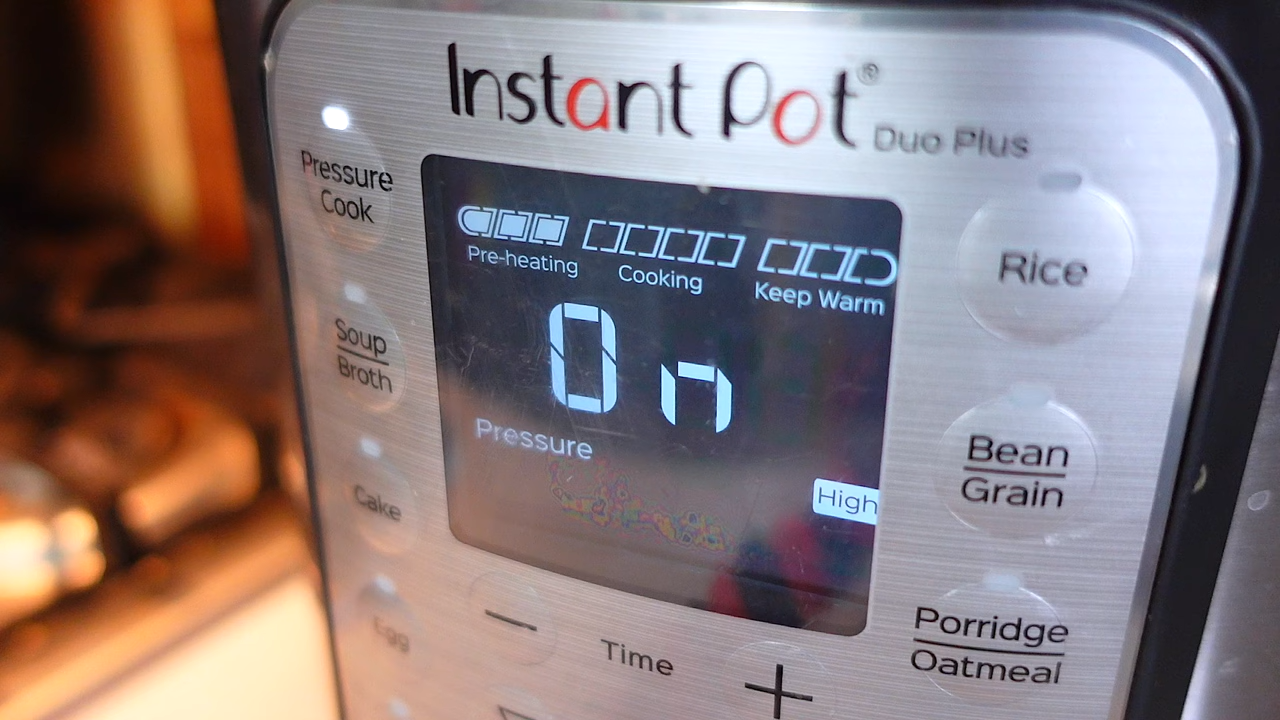 Instant Pot®
Duo Plus
Pressure
Cook
Soup
Broth
Cake
Egg
Pre-heating
Cooking
Keep Warm
On
Pressure
High
Time
Rice
Bean
Grain
Porridge
Oatmeal